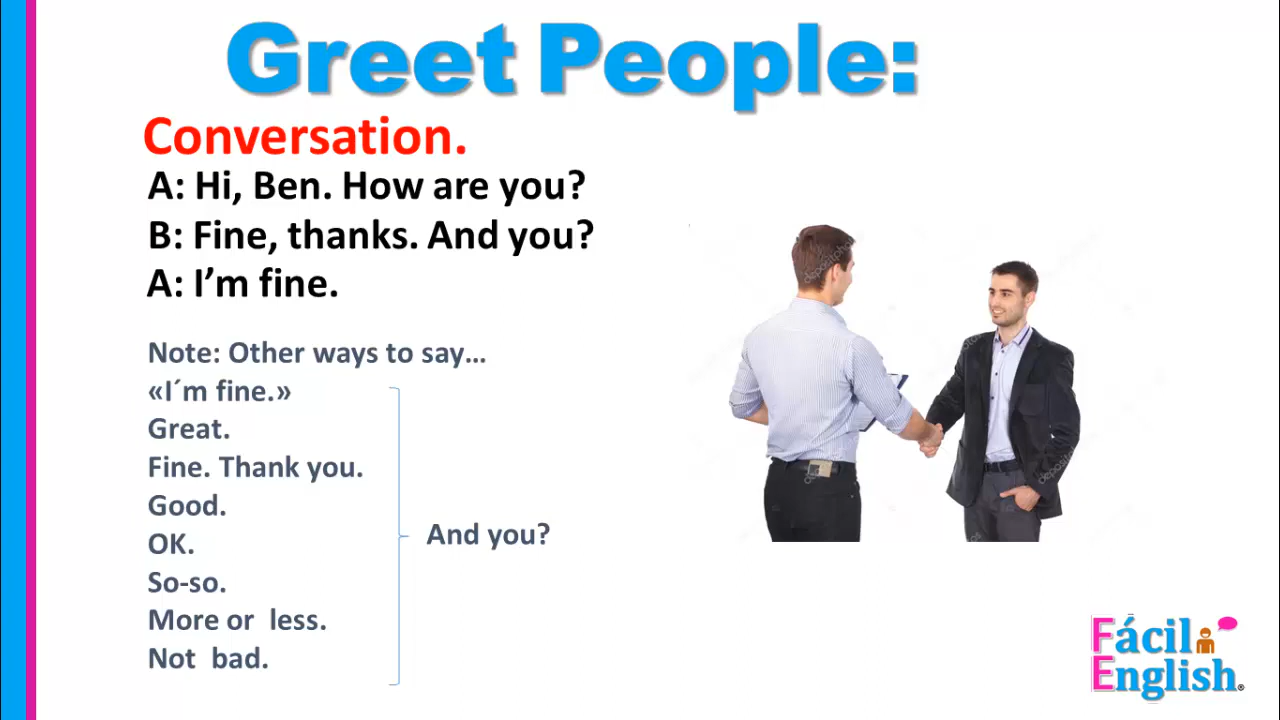 Greet People:
Conversation.
A: Hi, Ben. How are you?
B: Fine, thanks. And you?
A: I’m fine.
Note: Other ways to say…
«I´m fine.»
Great.
Fine. Thank you.
Good.
OK.
So-so.
More or  less.
Not  bad.
And you?
Fácil
English.